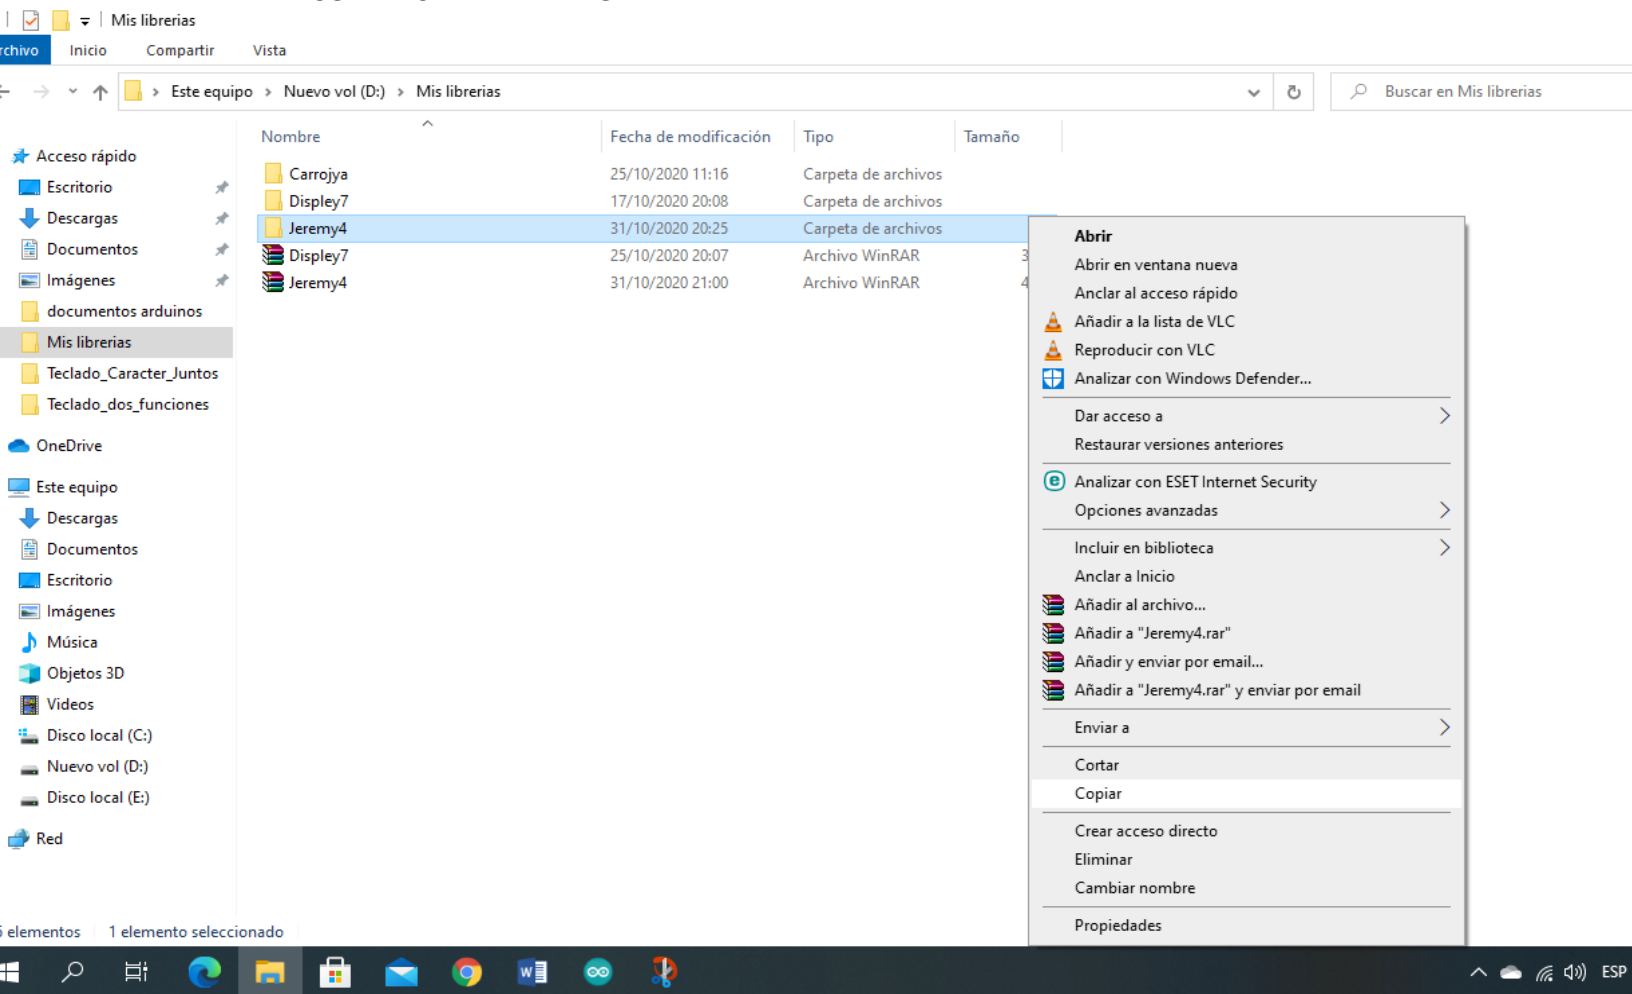 Mis librerias
Inicio Compartir Vista
Este equipo > Nuevo vol (D:) > Mis librerias
Buscar en Mis librerias
Nombre Fecha de modificación Tipo Tamaño
Acceso rápido
Escritorio
Descargas
Documentos
Imágenes
documentos arduinos
Mis librerias
Teclado_Caracter_Juntos
Teclado_dos_funciones
OneDrive
Este equipo
Descargas
Documentos
Escritorio
Imágenes
Música
Objetos 3D
Videos
Disco local (C:)
Nuevo vol (D:)
Disco local (E:)
Red
Carrojya 25/10/2020 11:16 Carpeta de archivos
Displey7 17/10/2020 20:08 Carpeta de archivos
Jeremy4 31/10/2020 20:25 Carpeta de archivos
Displey7 25/10/2020 20:07 Archivo WinRAR 3
Jeremy4 31/10/2020 21:00 Archivo WinRAR 4
Abrir
Abrir en ventana nueva
Anclar al acceso rápido
Añadir a la lista de VLC
Reproducir con VLC
Analizar con Windows Defender...
Dar acceso a
Restaurar versiones anteriores
Analizar con ESET Internet Security
Opciones avanzadas
Incluir en biblioteca
Anclar a Inicio
Añadir al archivo...
Añadir a "Jeremy4.rar"
Añadir y enviar por email...
Añadir a "Jeremy4.rar" y enviar por email
Enviar a
Cortar
Copiar
Crear acceso directo
Eliminar
Cambiar nombre
Propiedades
elementos 1 elemento seleccionado
ESP